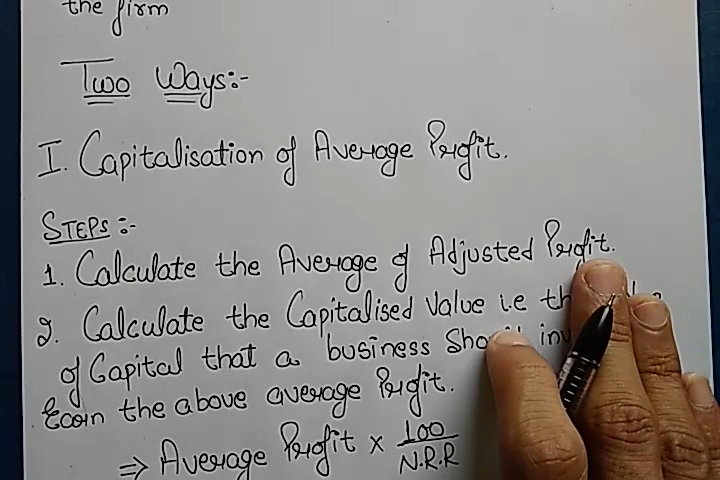 the firm
Two Ways:-
I. Capitalisation of Average Profit.
STEPS:-
1. Calculate the Average of Adjusted Profit.
2. Calculate the Capitalised Value i.e
of Capital that a business
Earn the above average Profit.
⇒ Average Profit × 100/N.R.R